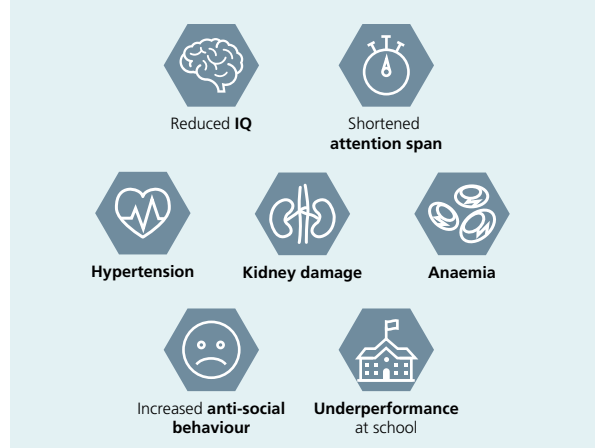 Reduced IQ
Shortened
attention span
Hypertension
Kidney damage
Anaemia
Increased anti-social
behaviour
Underperformance
at school